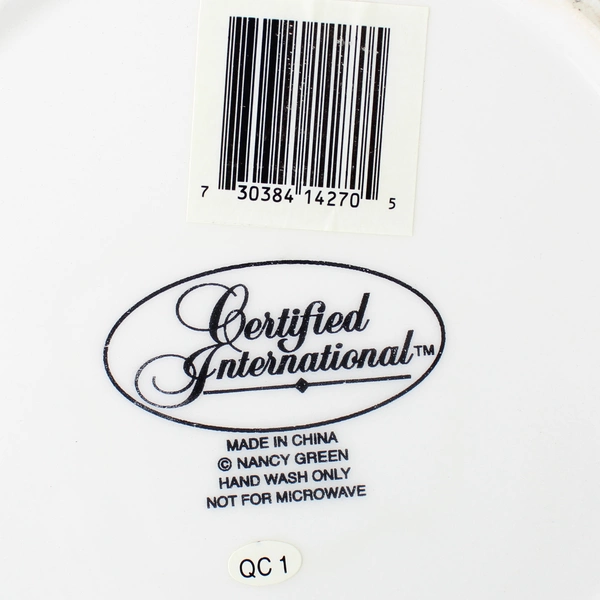 7 30384 14270 5
Certified
International™
MADE IN CHINA
© NANCY GREEN
HAND WASH ONLY
NOT FOR MICROWAVE
QC 1